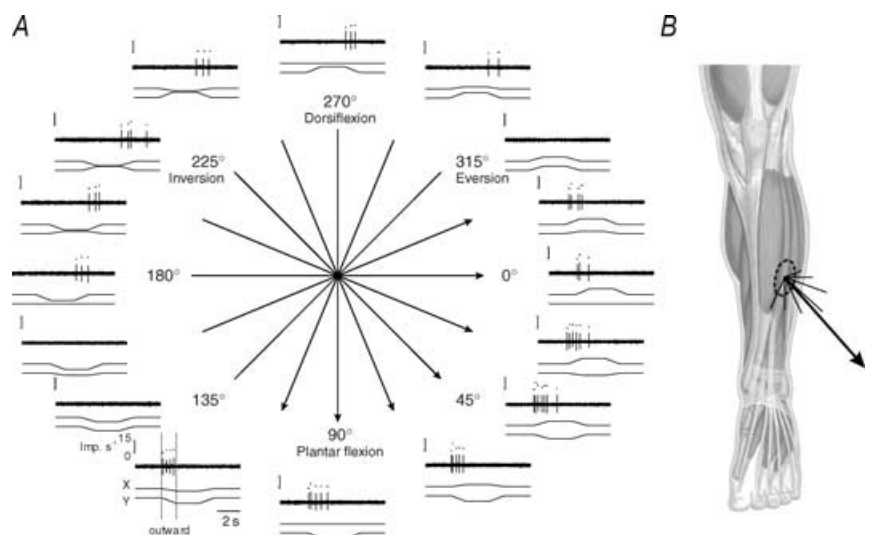 A
B
270°
Dorsiflexion
225°
Inversion
315°
Eversion
180°
0°
135°
45°
90°
Plantar flexion
Imp. s⁻¹ 15
0
X
Y
2 s
outward